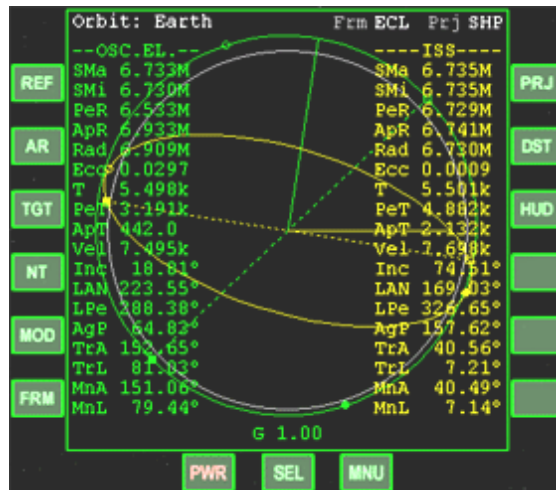 Orbit: Earth Frm ECL Prj SHP
--OSC.EL.-- ----ISS----
SMa 6.733M SMa 6.735M
SMi 6.730M SMi 6.735M
PeR 6.533M PeR 6.729M
ApR 6.933M ApR 6.741M
Rad 6.909M Rad 6.730M
Ecc 0.0297 Ecc 0.0009
T 5.498k T 5.501k
PeT 3.191k PeT 4.882k
ApT 442.0 ApT 2.132k
Vel 7.495k Vel 7.698k
Inc 18.81° Inc 74.51°
LAN 223.55° LAN 169.03°
LPe 288.38° LPe 326.65°
AgP 64.83° AgP 157.62°
TrA 152.65° TrA 40.56°
TrL 81.03° TrL 7.21°
MnA 151.06° MnA 40.49°
MnL 79.44° MnL 7.14°
G 1.00
REF
AR
TGT
NT
MOD
FRM
PRJ
DST
HUD
PWR SEL MNU